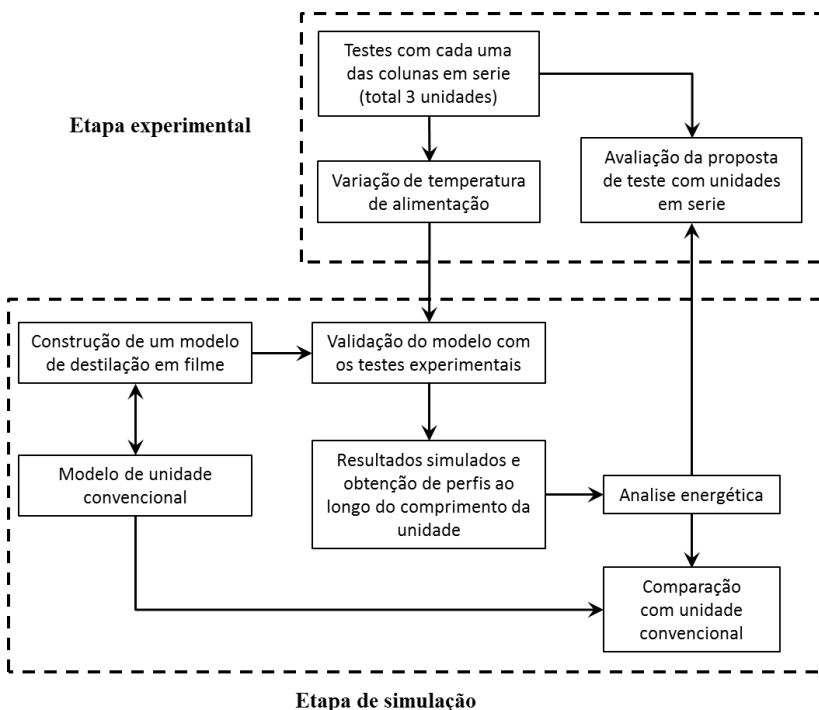 Testes com cada uma
das colunas em serie
(total 3 unidades)
Etapa experimental
Avaliação da proposta
de teste com unidades
em serie
Variação de temperatura
de alimentação
Construção de um modelo
de destilação em filme
Validação do modelo com
os testes experimentais
Modelo de unidade
convencional
Resultados simulados e
obtenção de perfis ao
longo do comprimento da
unidade
Analise energética
Comparação
com unidade
convencional
Etapa de simulação